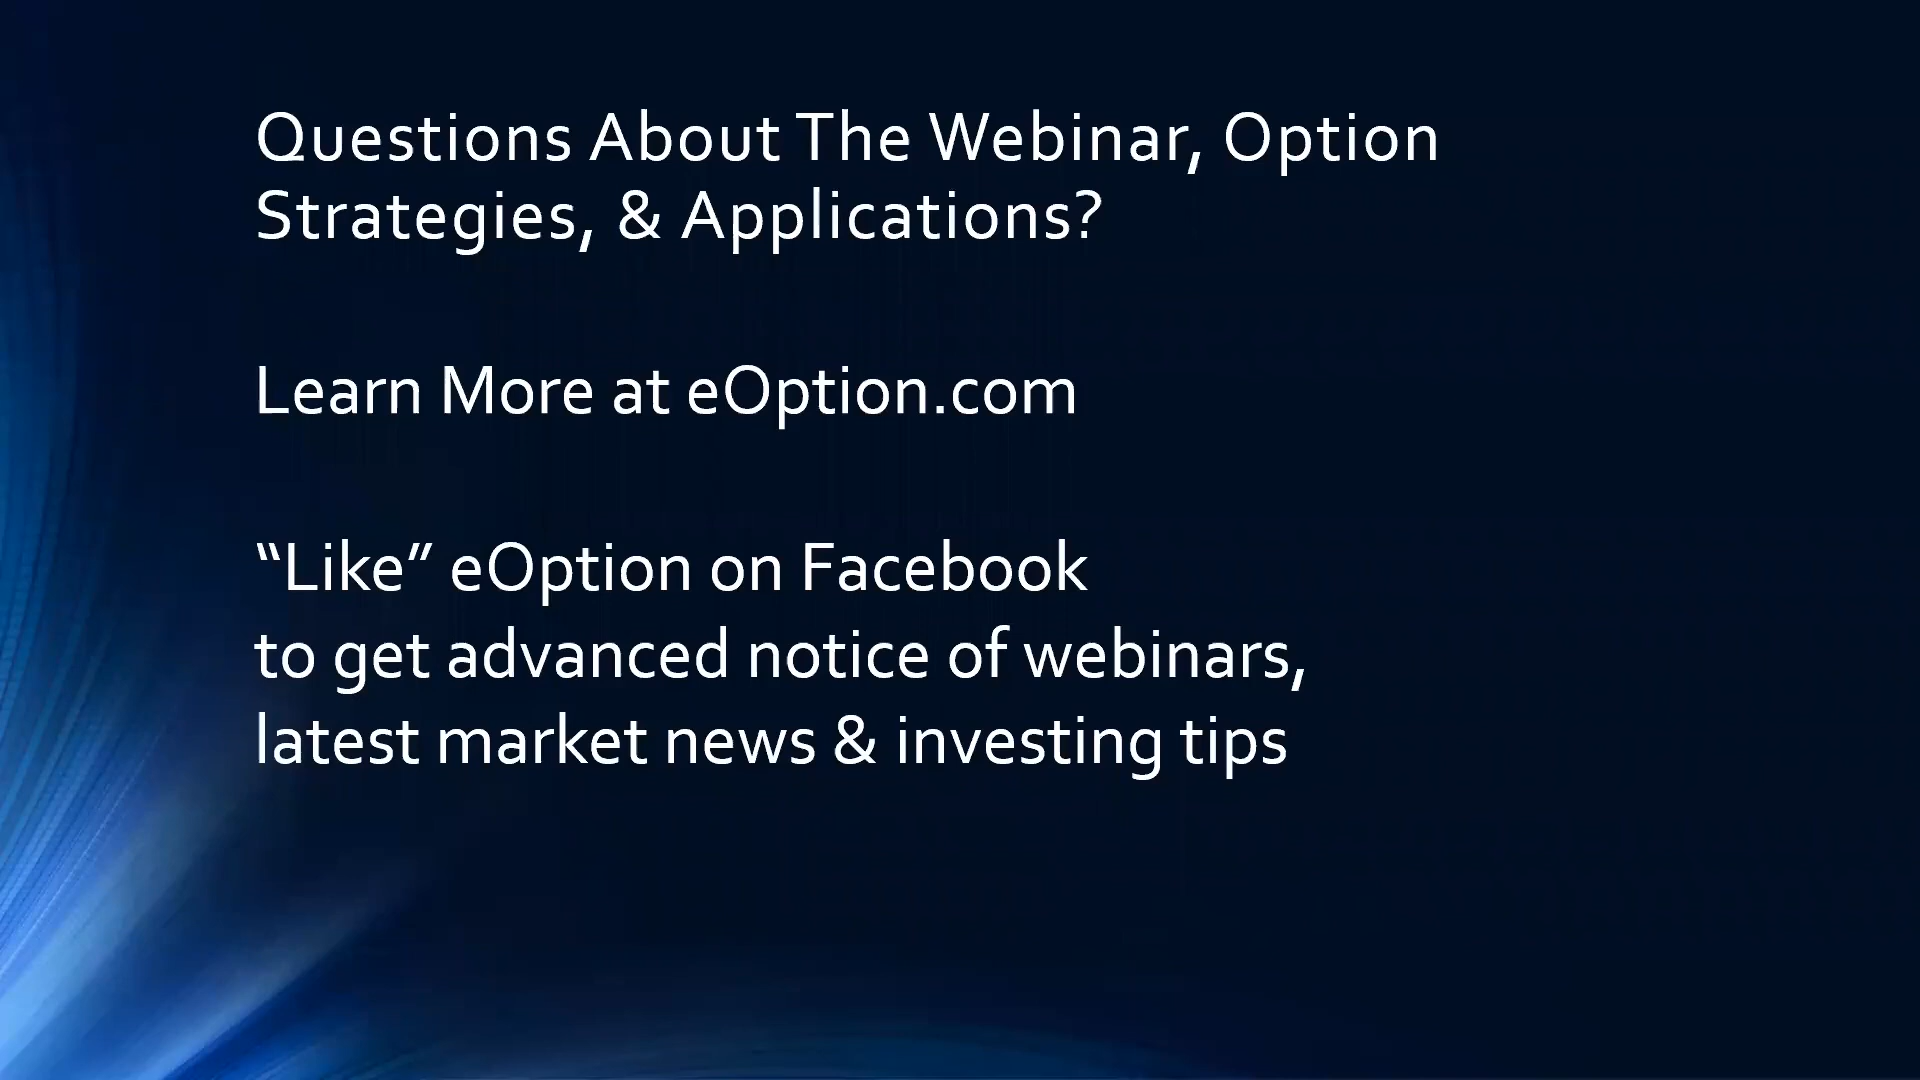 Questions About The Webinar, Option
Strategies, & Applications?
Learn More at eOption.com
“Like” eOption on Facebook
to get advanced notice of webinars,
latest market news & investing tips